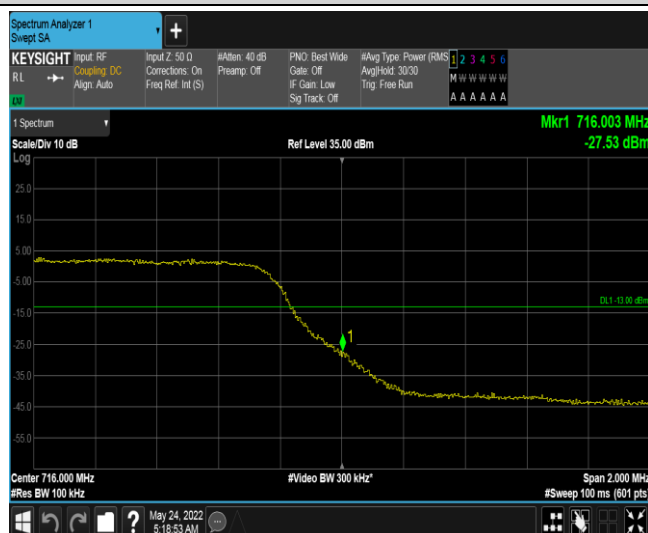 Spectrum Analyzer 1
Swept SA
+
KEYSIGHT
RL
Input: RF
Coupling: DC
Align: Auto
Input Z: 50 Ω
Corrections: On
Freq Ref: Int (S)
#Atten: 40 dB
Preamp: Off
PNO: Best Wide
Gate: Off
IF Gain: Low
Sig Track: Off
#Avg Type: Power (RMS
Avg|Hold: 30/30
Trig: Free Run
1 2 3 4 5 6
M W W W W W
A A A A A A
1 Spectrum
Scale/Div 10 dB
Ref Level 35.00 dBm
Mkr1 716.003 MHz
-27.53 dBm
Log
25.0
15.0
5.00
-5.00
-15.0
-25.0
-35.0
-45.0
-55.0
DL1 -13.00 dBm
1
Center 716.000 MHz
#Res BW 100 kHz
#Video BW 300 kHz*
Span 2.000 MHz
#Sweep 100 ms (601 pts)
?
May 24, 2022
5:18:53 AM